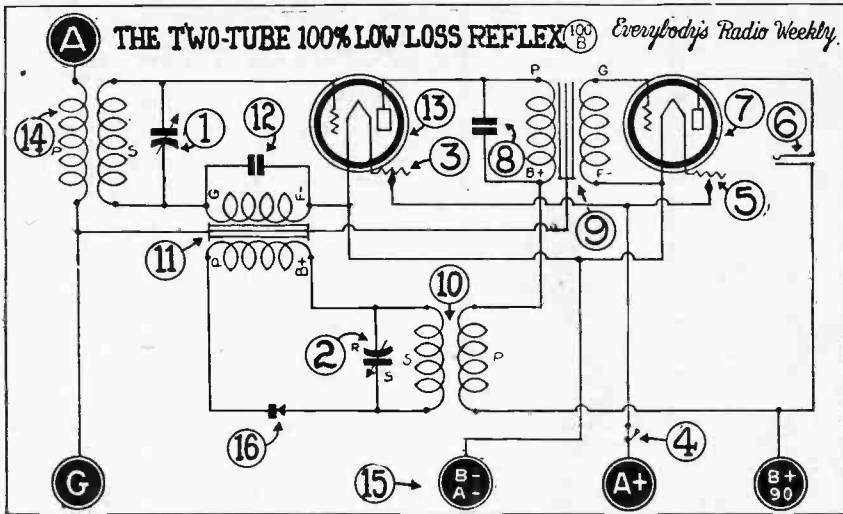 A THE TWO-TUBE 100% LOW LOSS REFLEX 100 B Everybody's Radio Weekly.
14 P S 1 12 13 3 8 P G 7 6
G F- B+ F- 5
11 9
P B+ 10
2 R S S P
16 4
G 15 B- A- A+ B+ 90